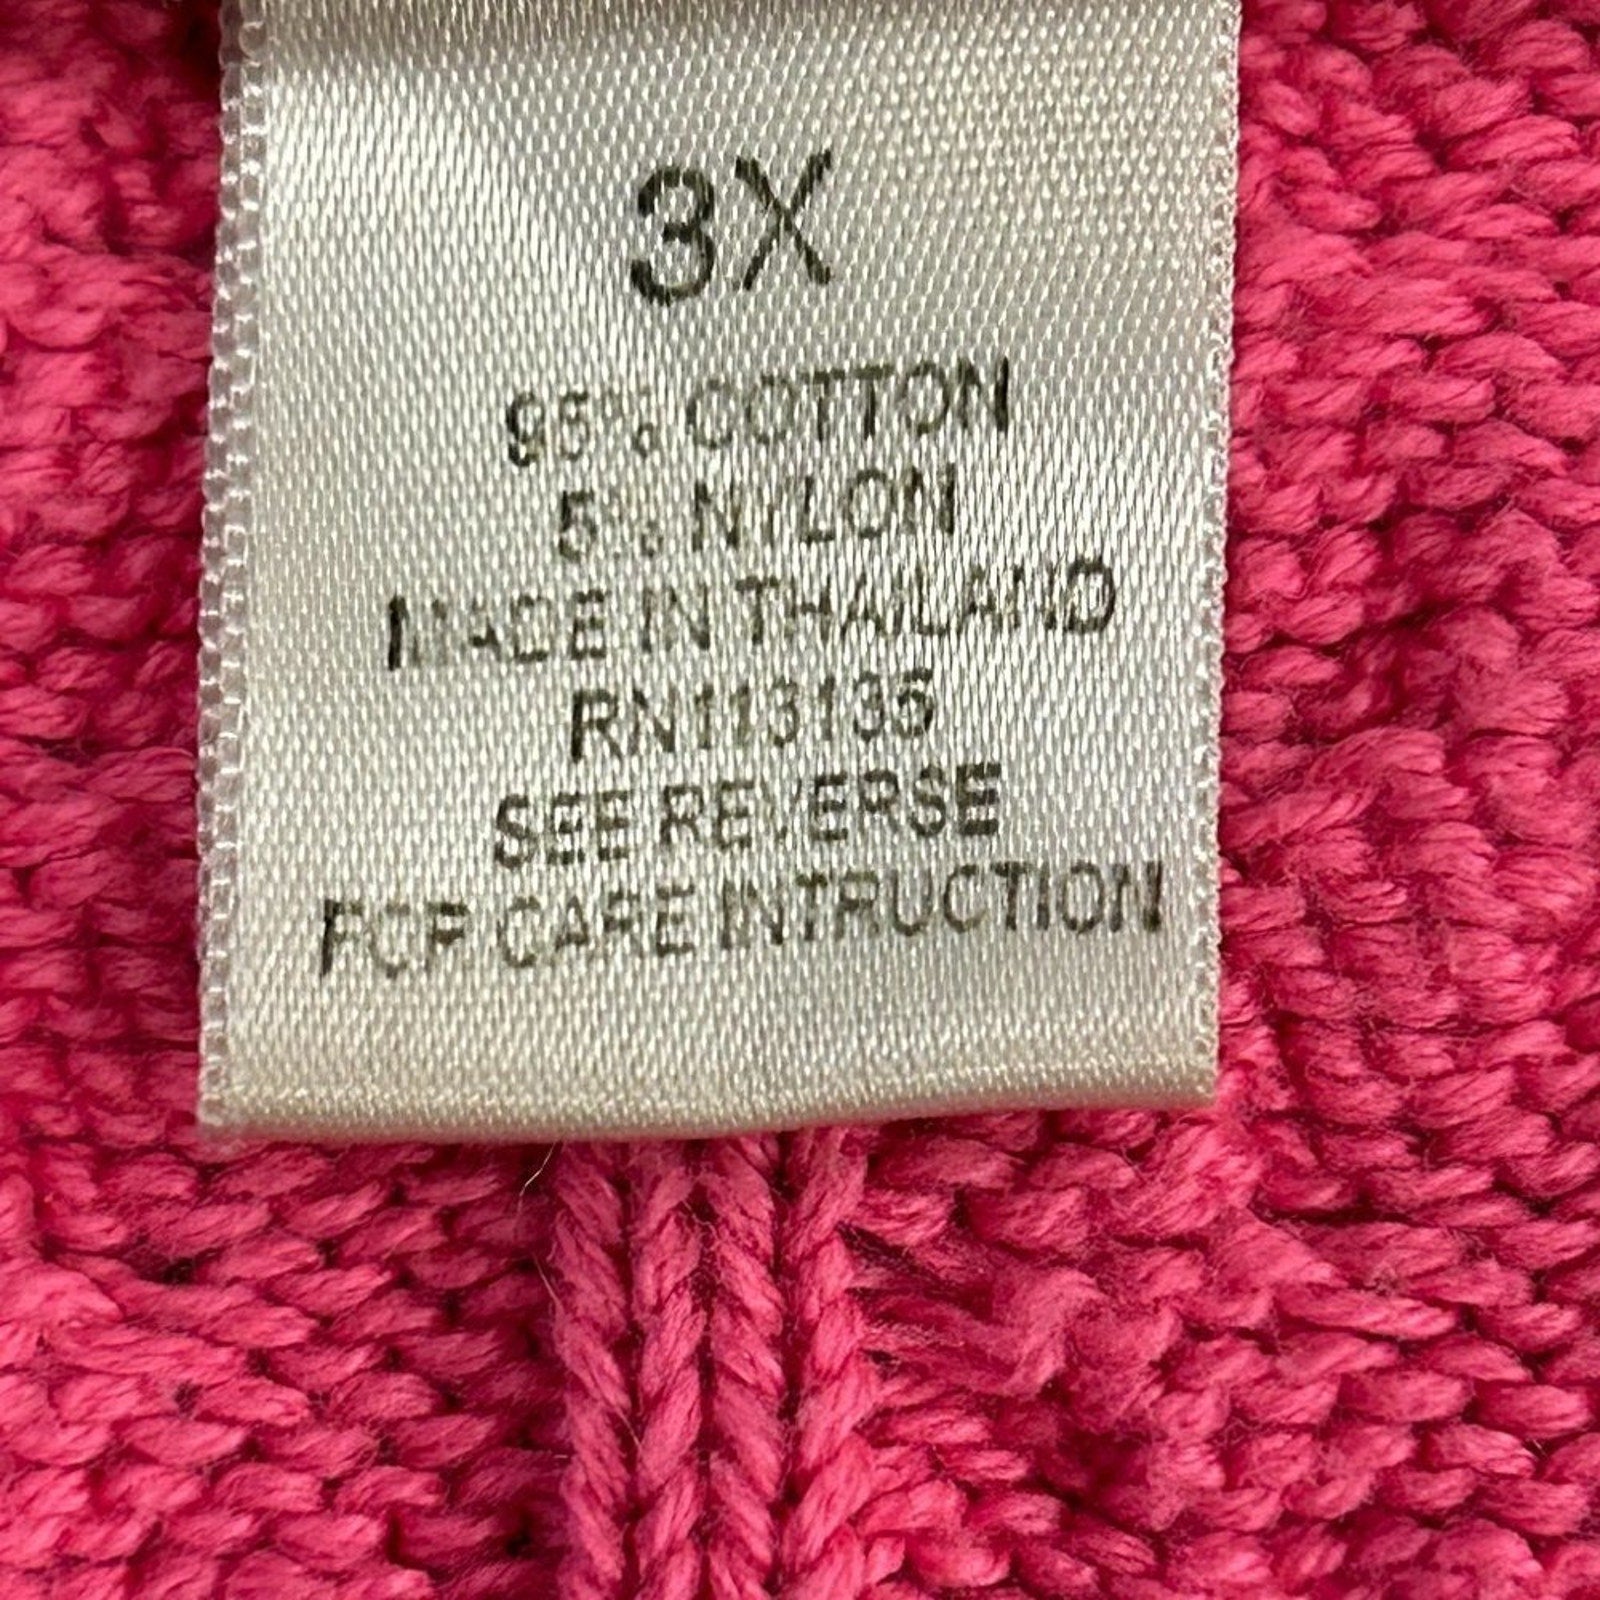 3X
95% COTTON
5% NYLON
MADE IN THAILAND
RN113135
SEE REVERSE
FOR CARE INTRUCTION